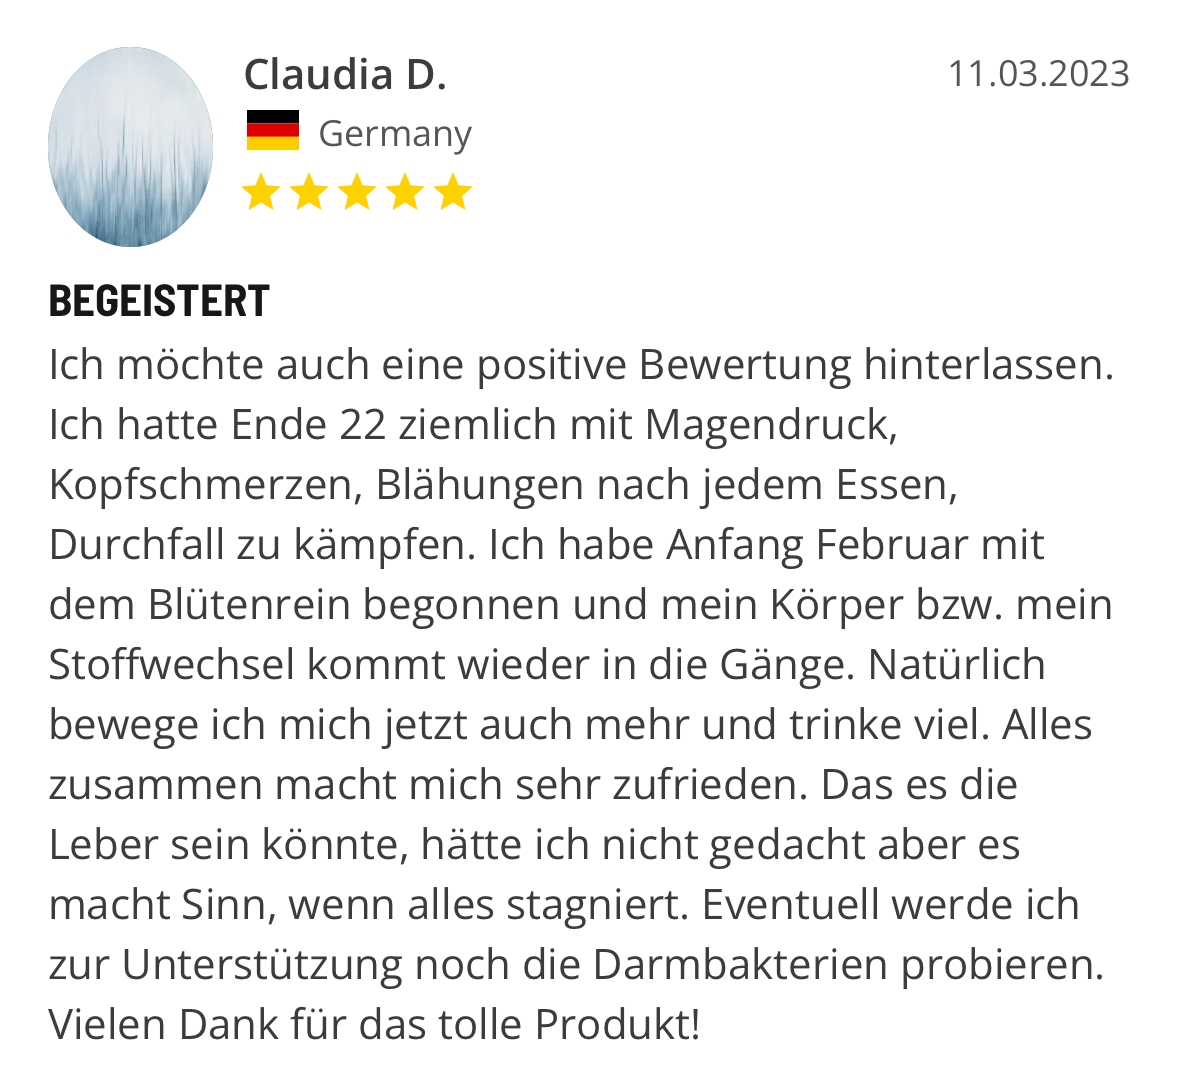 Claudia D.
11.03.2023
Germany
BEGEISTERT
Ich möchte auch eine positive Bewertung hinterlassen.
Ich hatte Ende 22 ziemlich mit Magendruck,
Kopfschmerzen, Blähungen nach jedem Essen,
Durchfall zu kämpfen. Ich habe Anfang Februar mit
dem Blütenrein begonnen und mein Körper bzw. mein
Stoffwechsel kommt wieder in die Gänge. Natürlich
bewege ich mich jetzt auch mehr und trinke viel. Alles
zusammen macht mich sehr zufrieden. Das es die
Leber sein könnte, hätte ich nicht gedacht aber es
macht Sinn, wenn alles stagniert. Eventuell werde ich
zur Unterstützung noch die Darmbakterien probieren.
Vielen Dank für das tolle Produkt!